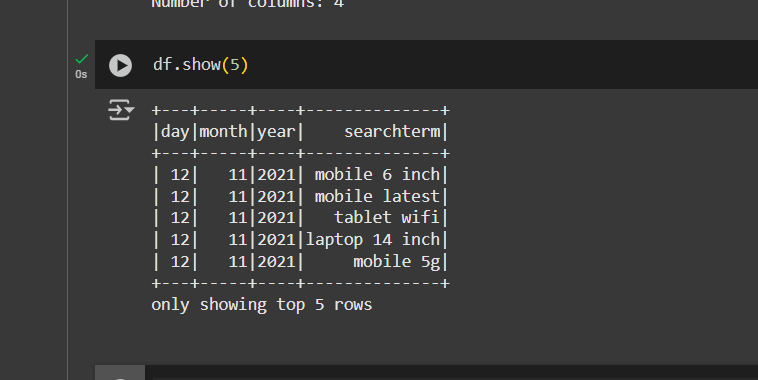 Number of columns: 4
df.show(5)
0s
+---+-----+----+--------------+
|day|month|year|    searchterm|
+---+-----+----+--------------+
| 12|   11|2021| mobile 6 inch|
| 12|   11|2021| mobile latest|
| 12|   11|2021|   tablet wifi|
| 12|   11|2021|laptop 14 inch|
| 12|   11|2021|     mobile 5g|
+---+-----+----+--------------+
only showing top 5 rows